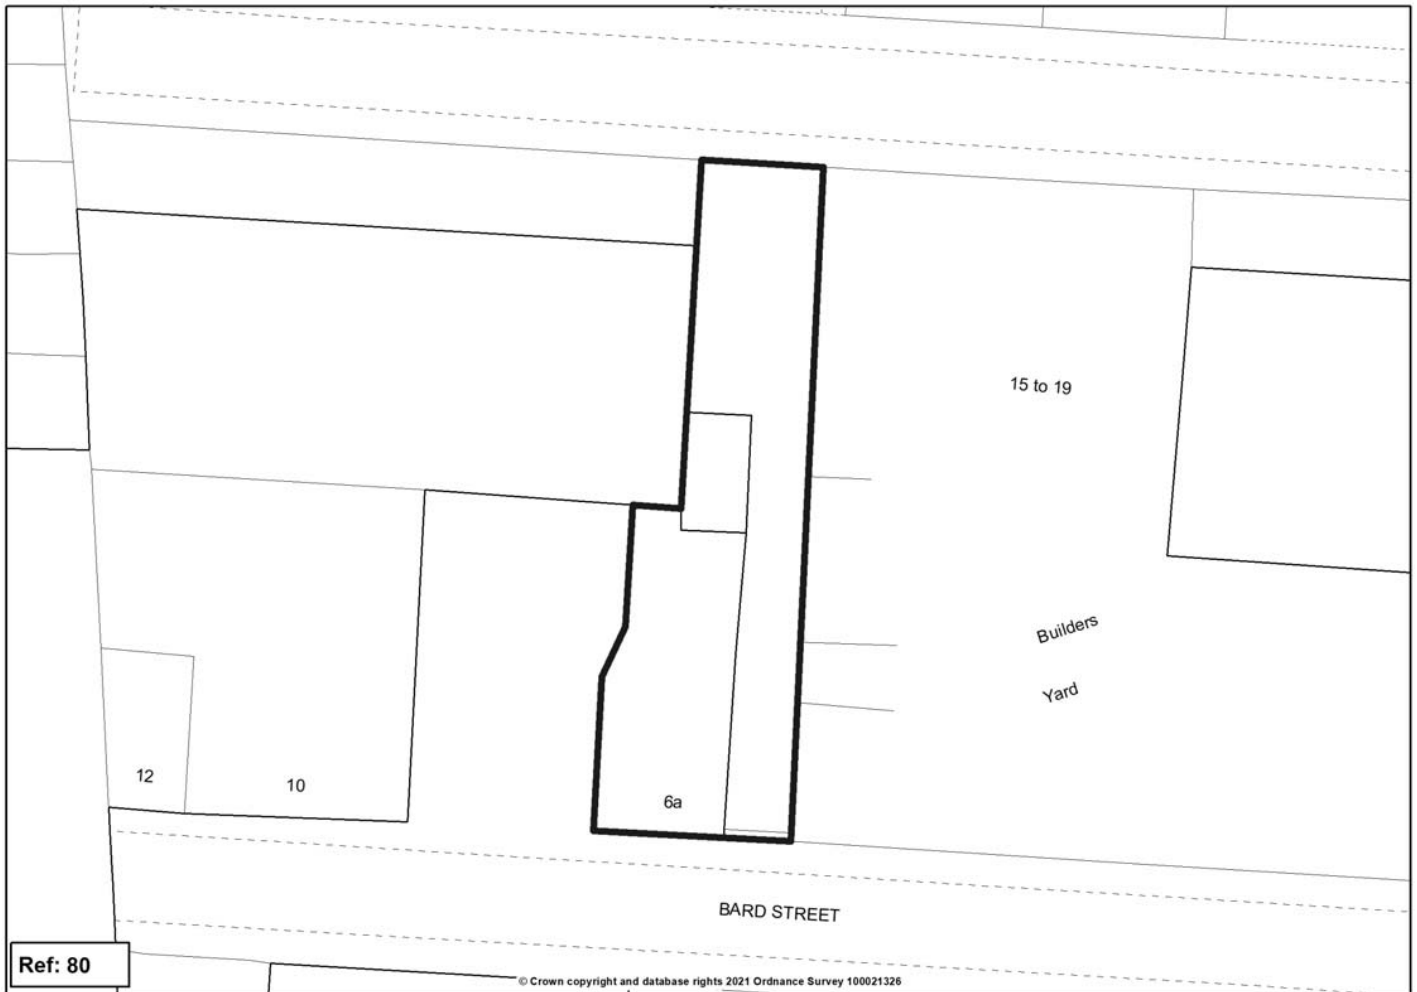 15 to 19
Builders
Yard
12
10
6a
BARD STREET
Ref: 80
© Crown copyright and database rights 2021 Ordnance Survey 100021326